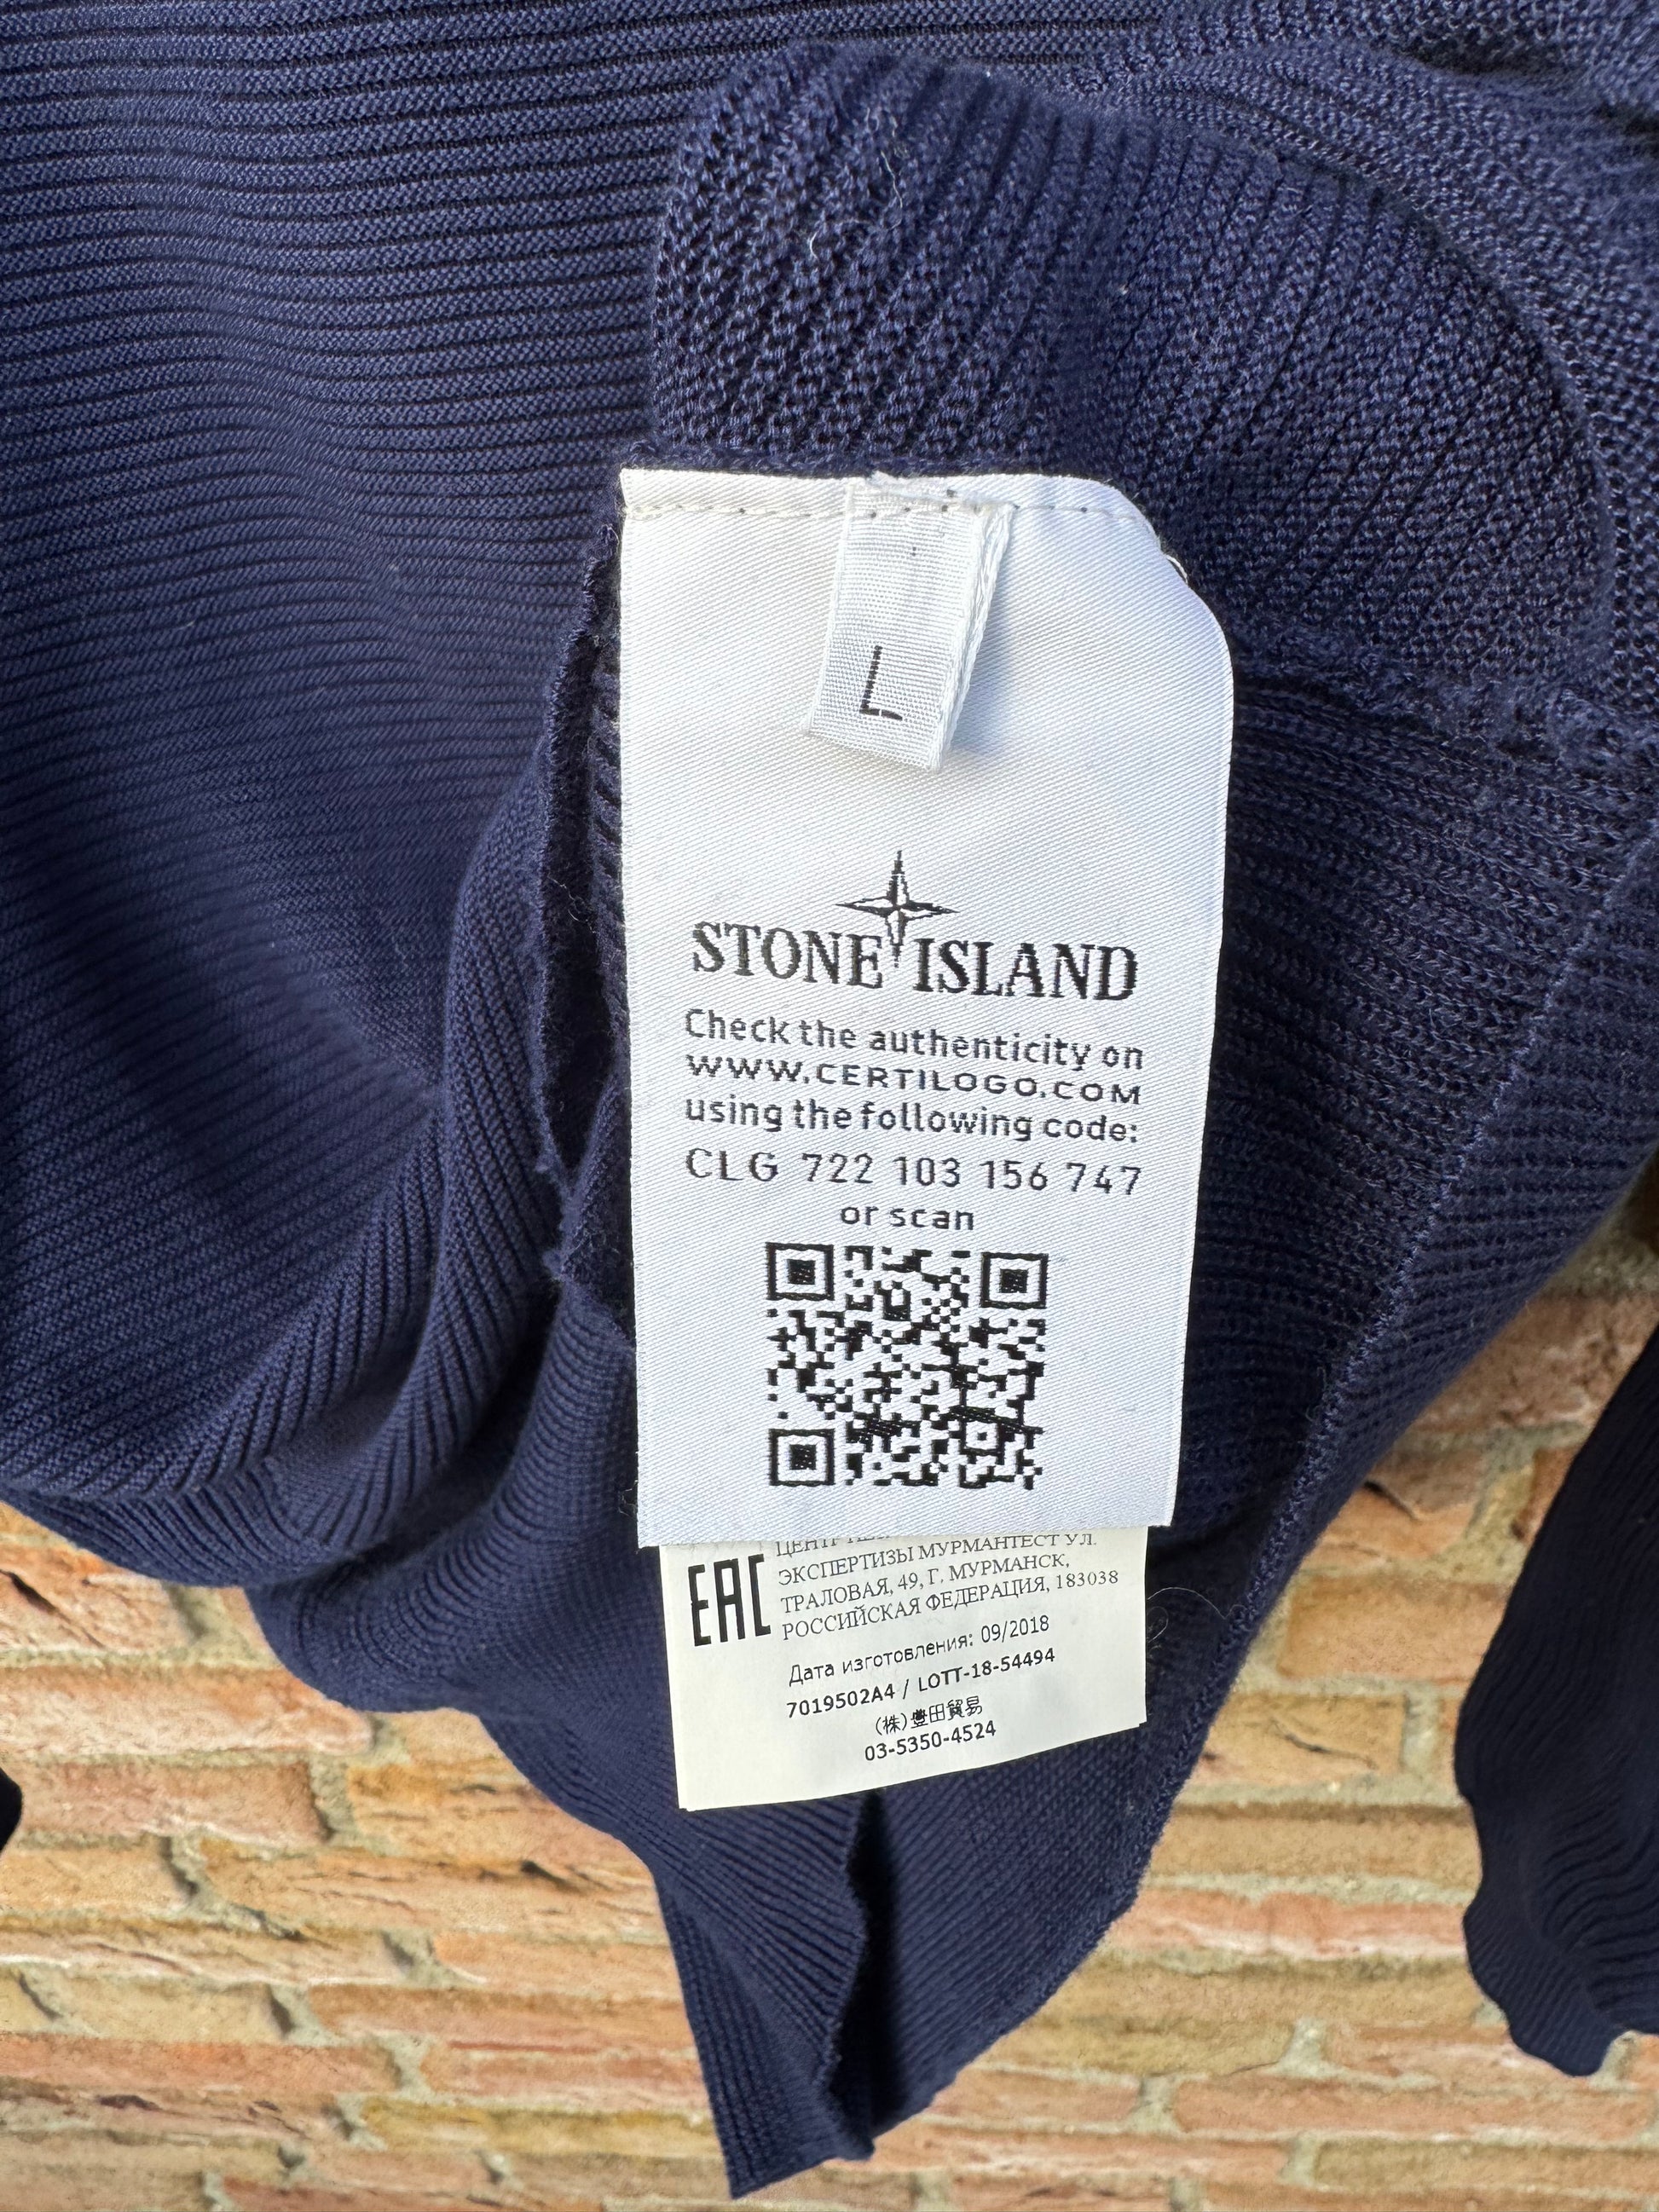 L
STONE ISLAND
Check the authenticity on
WWW.CERTILOGO.COM
using the following code:
CLG 722 103 156 747
or scan
EAC
ЭКСПЕРТИЗЫ МУРМАНТЕСТ УЛ.
ТРАЛОВАЯ, 49, Г. МУРМАНСК,
РОССИЙСКАЯ ФЕДЕРАЦИЯ, 183038
Дата изготовления: 09/2018
7019502A4 / LOTT-18-54494
(株)豊田貿易
03-5350-4524